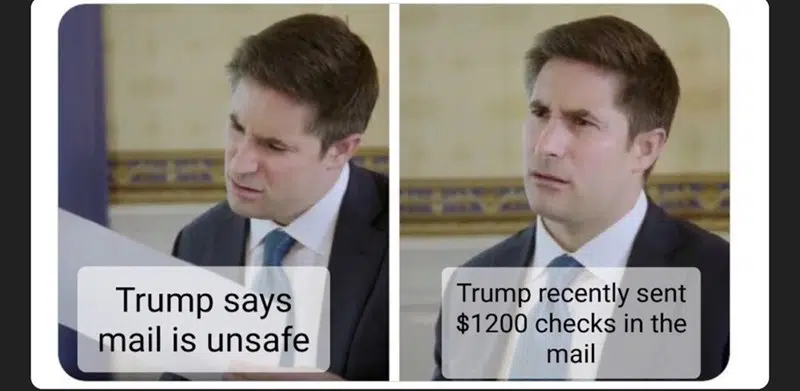 Trump says
mail is unsafe
Trump recently sent
$1200 checks in the
mail